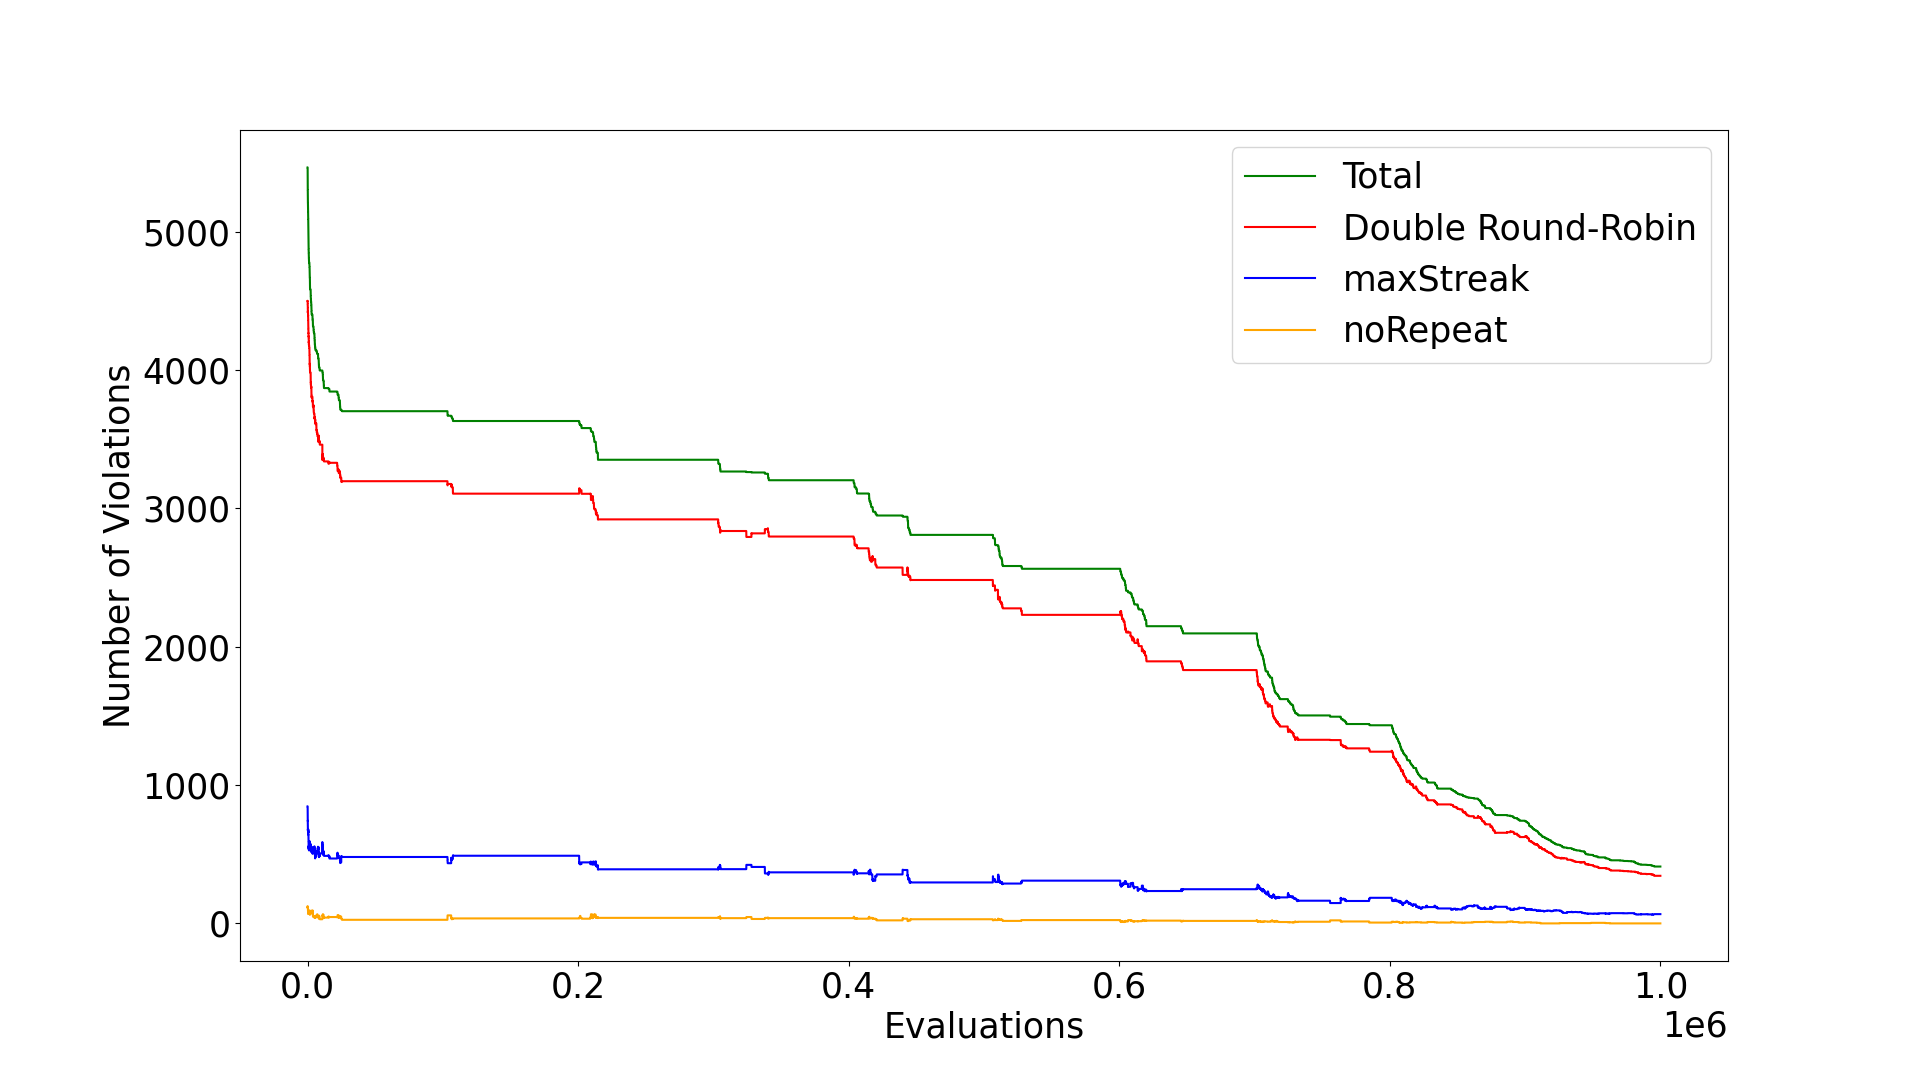 Total
Double Round-Robin
maxStreak
noRepeat
Number of Violations
5000
4000
3000
2000
1000
0
0.0 0.2 0.4 0.6 0.8 1.0
Evaluations
1e6